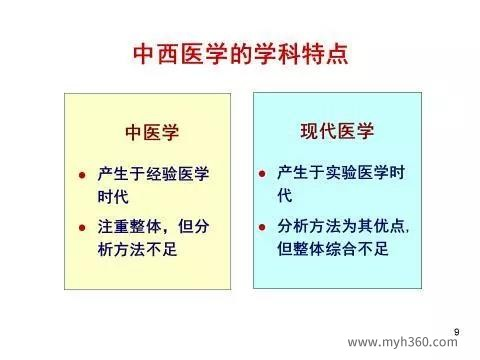 中西医学的学科特点
中医学
● 产生于经验医学
时代
● 注重整体，但分
析方法不足
现代医学
● 产生于实验医学时
代
● 分析方法为其优点,
但整体综合不足
9
www.myh360.com